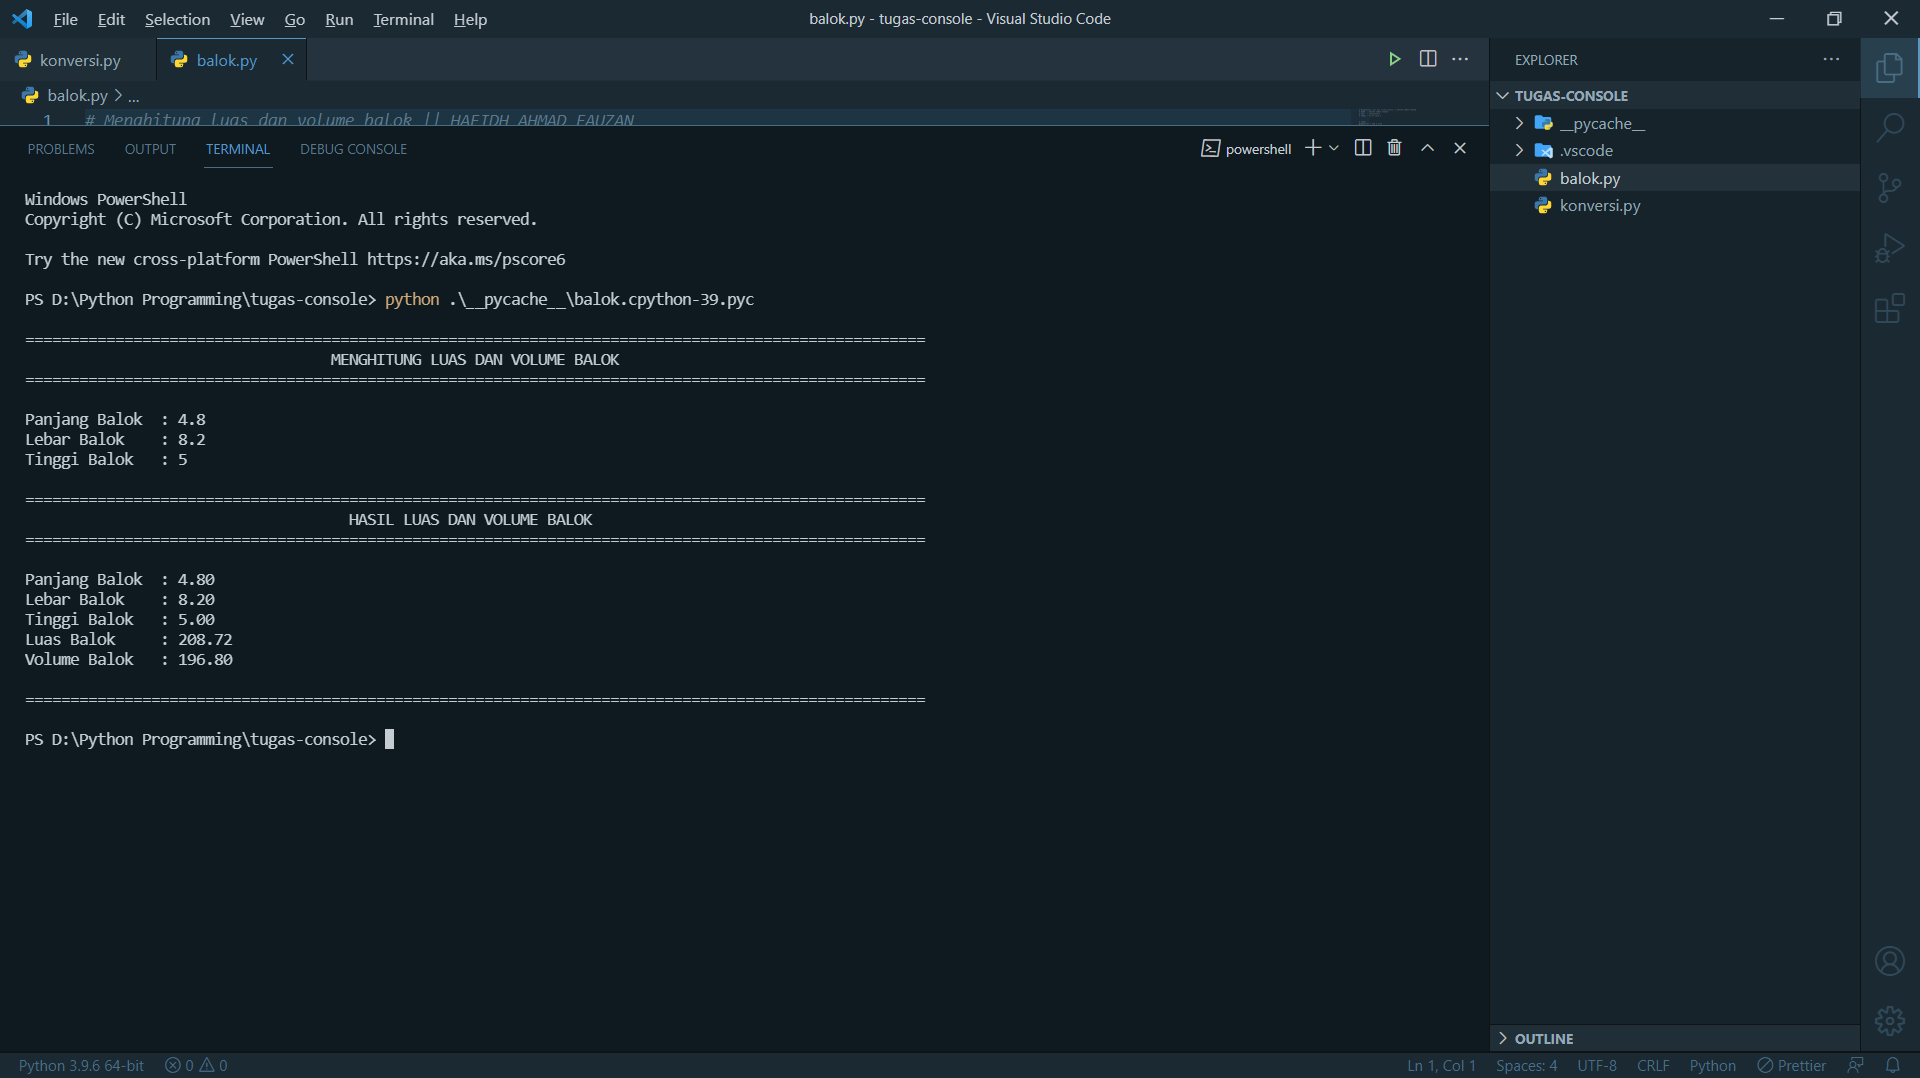 File Edit Selection View Go Run Terminal Help
balok.py - tugas-console - Visual Studio Code
konversi.py
balok.py
balok.py > ...
1 # Menghitung luas dan volume balok || HAFIDH AHMAD FAUZAN
PROBLEMS OUTPUT TERMINAL DEBUG CONSOLE
powershell
Windows PowerShell
Copyright (C) Microsoft Corporation. All rights reserved.
Try the new cross-platform PowerShell https://aka.ms/pscore6
PS D:\Python Programming\tugas-console> python .\__pycache__\balok.cpython-39.pyc
====================================================================================================
MENGHITUNG LUAS DAN VOLUME BALOK
====================================================================================================
Panjang Balok : 4.8
Lebar Balok : 8.2
Tinggi Balok : 5
====================================================================================================
HASIL LUAS DAN VOLUME BALOK
====================================================================================================
Panjang Balok : 4.80
Lebar Balok : 8.20
Tinggi Balok : 5.00
Luas Balok : 208.72
Volume Balok : 196.80
====================================================================================================
PS D:\Python Programming\tugas-console>
EXPLORER
TUGAS-CONSOLE
__pycache__
.vscode
balok.py
konversi.py
OUTLINE
Python 3.9.6 64-bit 0 0
Ln 1, Col 1 Spaces: 4 UTF-8 CRLF Python Prettier